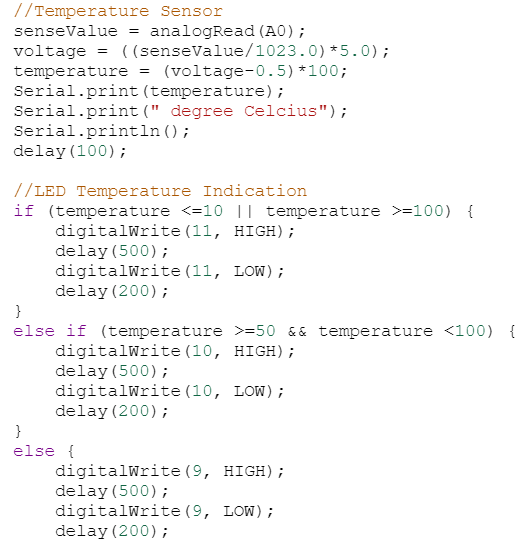 //Temperature Sensor
senseValue = analogRead(A0);
voltage = ((senseValue/1023.0)*5.0);
temperature = (voltage-0.5)*100;
Serial.print(temperature);
Serial.print(" degree Celcius");
Serial.println();
delay(100);

//LED Temperature Indication
if (temperature <=10 || temperature >=100) {
    digitalWrite(11, HIGH);
    delay(500);
    digitalWrite(11, LOW);
    delay(200);
}
else if (temperature >=50 && temperature <100) {
    digitalWrite(10, HIGH);
    delay(500);
    digitalWrite(10, LOW);
    delay(200);
}
else {
    digitalWrite(9, HIGH);
    delay(500);
    digitalWrite(9, LOW);
    delay(200);